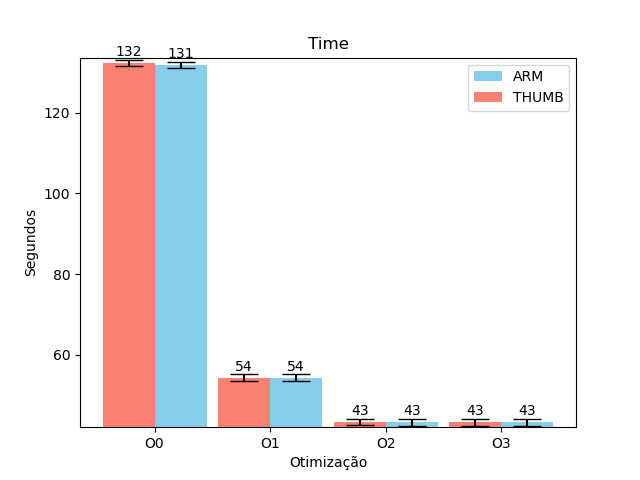 Time
132 131
ARM
THUMB
120
100
80
60
54 54
43 43 43 43
Segundos
O0 O1 O2 O3
Otimização